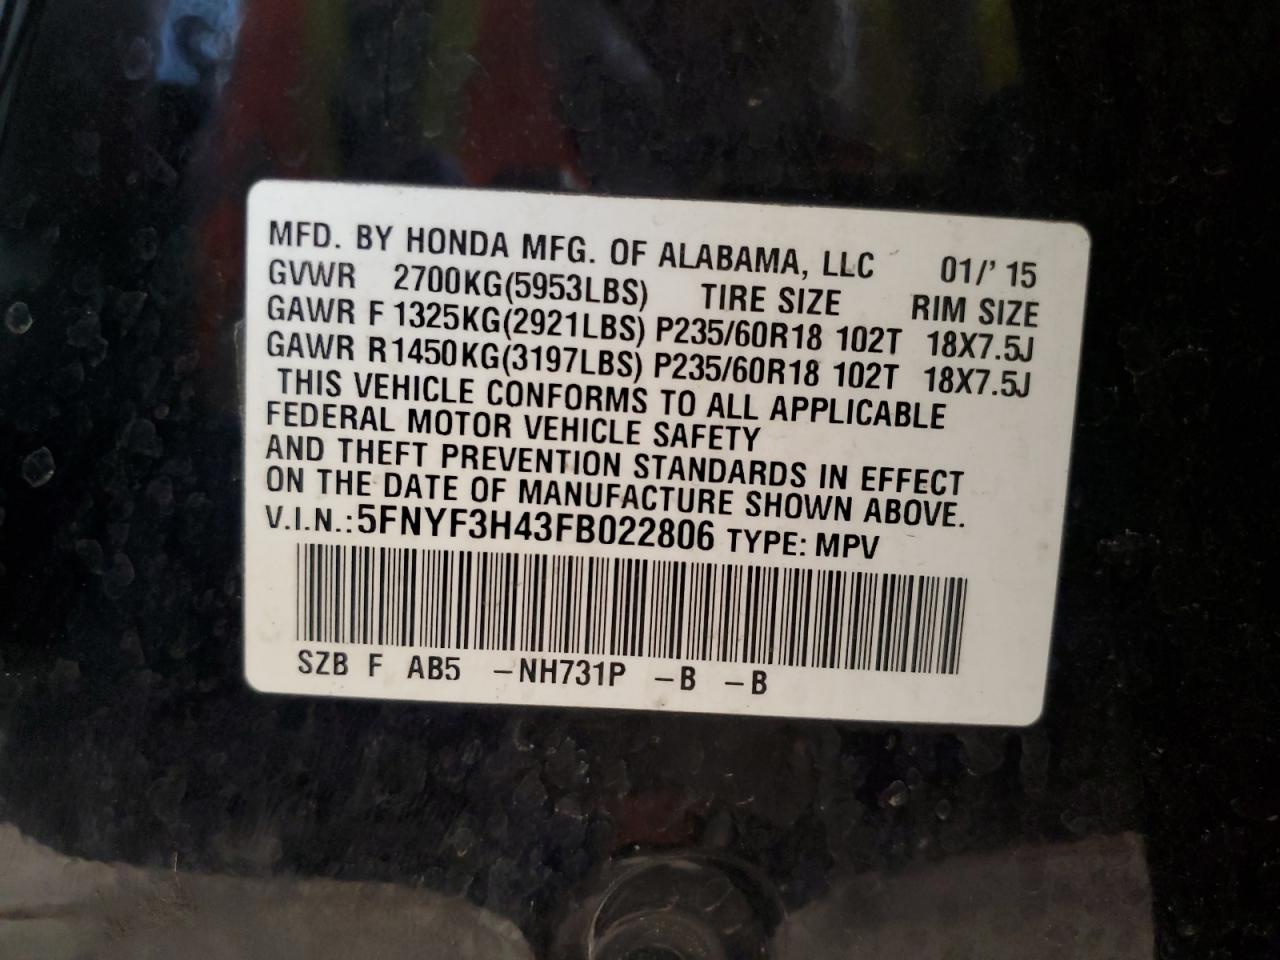 MFD. BY HONDA MFG. OF ALABAMA, LLC 01/' 15
GVWR 2700KG(5953LBS) TIRE SIZE RIM SIZE
GAWR F 1325KG(2921LBS) P235/60R18 102T 18X7.5J
GAWR R1450KG(3197LBS) P235/60R18 102T 18X7.5J
THIS VEHICLE CONFORMS TO ALL APPLICABLE
FEDERAL MOTOR VEHICLE SAFETY
AND THEFT PREVENTION STANDARDS IN EFFECT
ON THE DATE OF MANUFACTURE SHOWN ABOVE.
V.I.N.:5FNYF3H43FB022806 TYPE: MPV
SZB F AB5 -NH731P -B -B